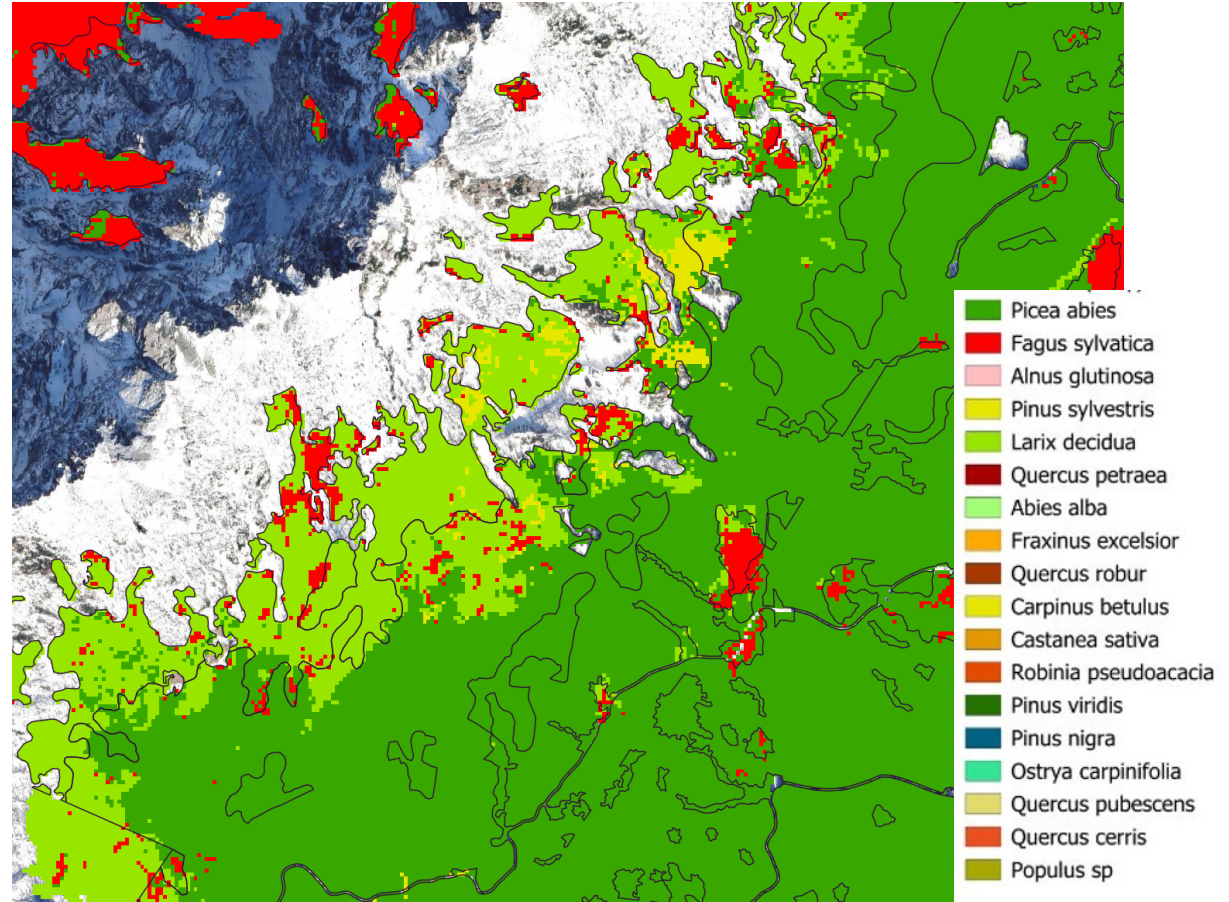 Picea abies
Fagus sylvatica
Alnus glutinosa
Pinus sylvestris
Larix decidua
Quercus petraea
Abies alba
Fraxinus excelsior
Quercus robur
Carpinus betulus
Castanea sativa
Robinia pseudoacacia
Pinus viridis
Pinus nigra
Ostrya carpinifolia
Quercus pubescens
Quercus cerris
Populus sp